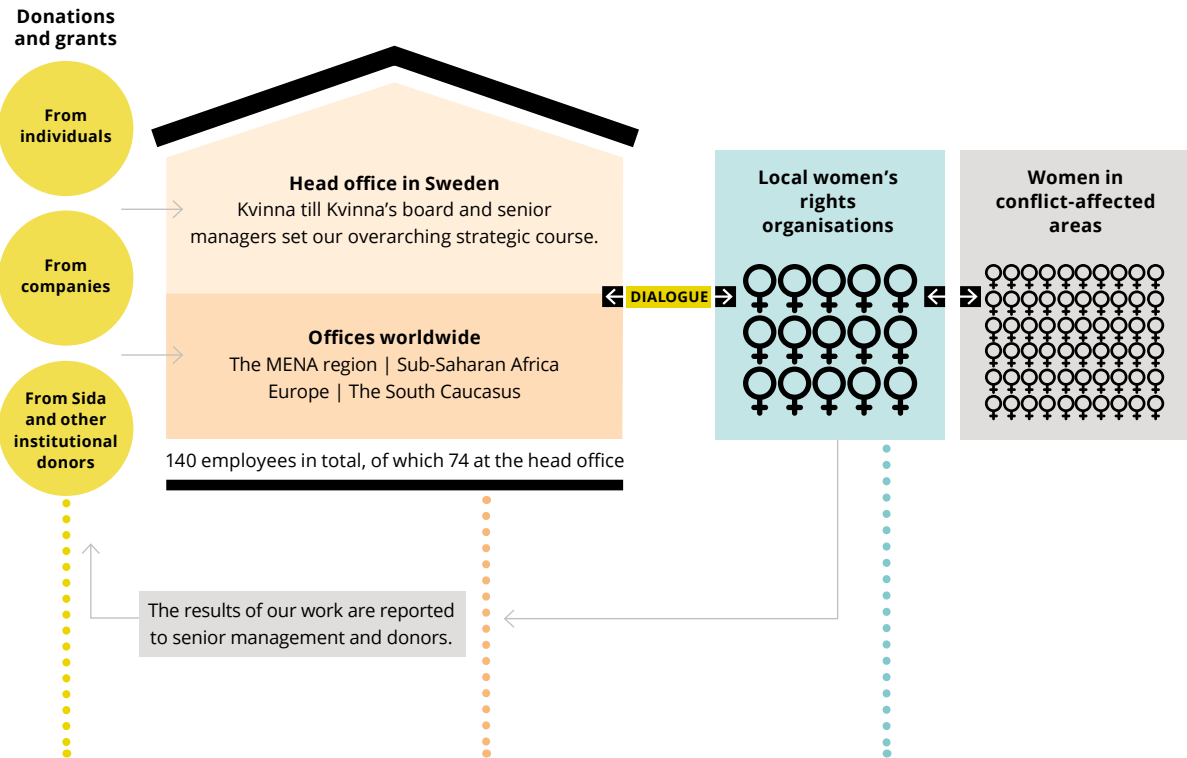 Donations
and grants
From
individuals
From
companies
From Sida
and other
institutional
donors
Head office in Sweden
Kvinna till Kvinna’s board and senior
managers set our overarching strategic course.
Offices worldwide
The MENA region | Sub-Saharan Africa
Europe | The South Caucasus
140 employees in total, of which 74 at the head office
DIALOGUE
Local women’s
rights
organisations
Women in
conflict-affected
areas
The results of our work are reported
to senior management and donors.